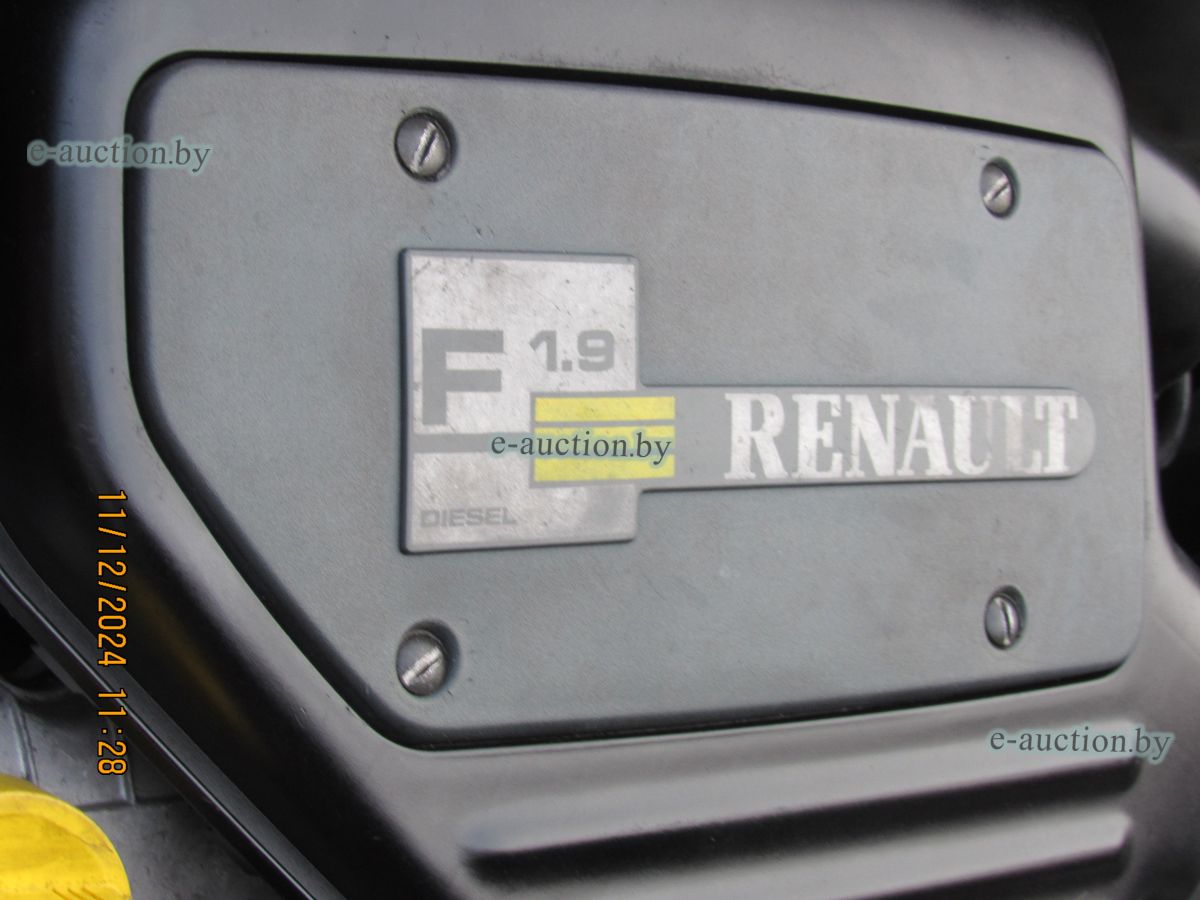 e-auction.by
F 1.9
RENAULT
e-auction.by
DIESEL
11/12/2024 11:28
e-auction.by